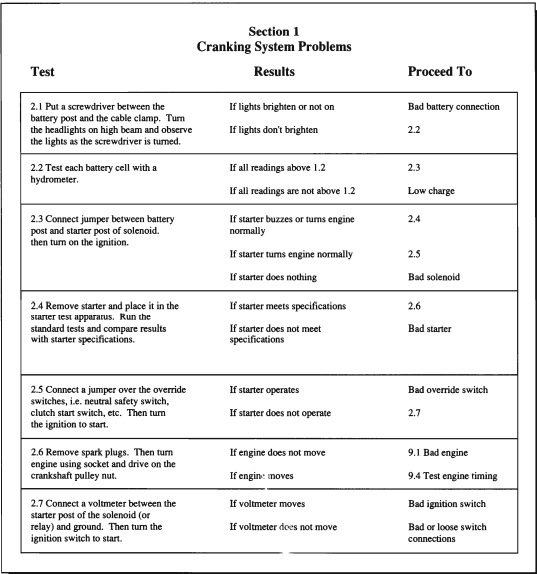 Section 1
Cranking System Problems
Test Results Proceed To
2.1 Put a screwdriver between the If lights brighten or not on Bad battery connection
battery post and the cable clamp. Turn
the headlights on high beam and observe If lights don't brighten 2.2
the lights as the screwdriver is turned.
2.2 Test each battery cell with a If all readings above 1.2 2.3
hydrometer.
If all readings are not above 1.2 Low charge
2.3 Connect jumper between battery If starter buzzes or turns engine 2.4
post and starter post of solenoid. normally
then turn on the ignition.
If starter turns engine normally 2.5
If starter does nothing Bad solenoid
2.4 Remove starter and place it in the If starter meets specifications 2.6
starter test apparatus. Run the
standard tests and compare results If starter does not meet Bad starter
with starter specifications. specifications
2.5 Connect a jumper over the override If starter operates Bad override switch
switches, i.e. neutral safety switch,
clutch start switch, etc. Then turn If starter does not operate 2.7
the ignition to start.
2.6 Remove spark plugs. Then turn If engine does not move 9.1 Bad engine
engine using socket and drive on the
crankshaft pulley nut. If engine moves 9.4 Test engine timing
2.7 Connect a voltmeter between the If voltmeter moves Bad ignition switch
starter post of the solenoid (or
relay) and ground. Then turn the If voltmeter does not move Bad or loose switch
ignition switch to start. connections